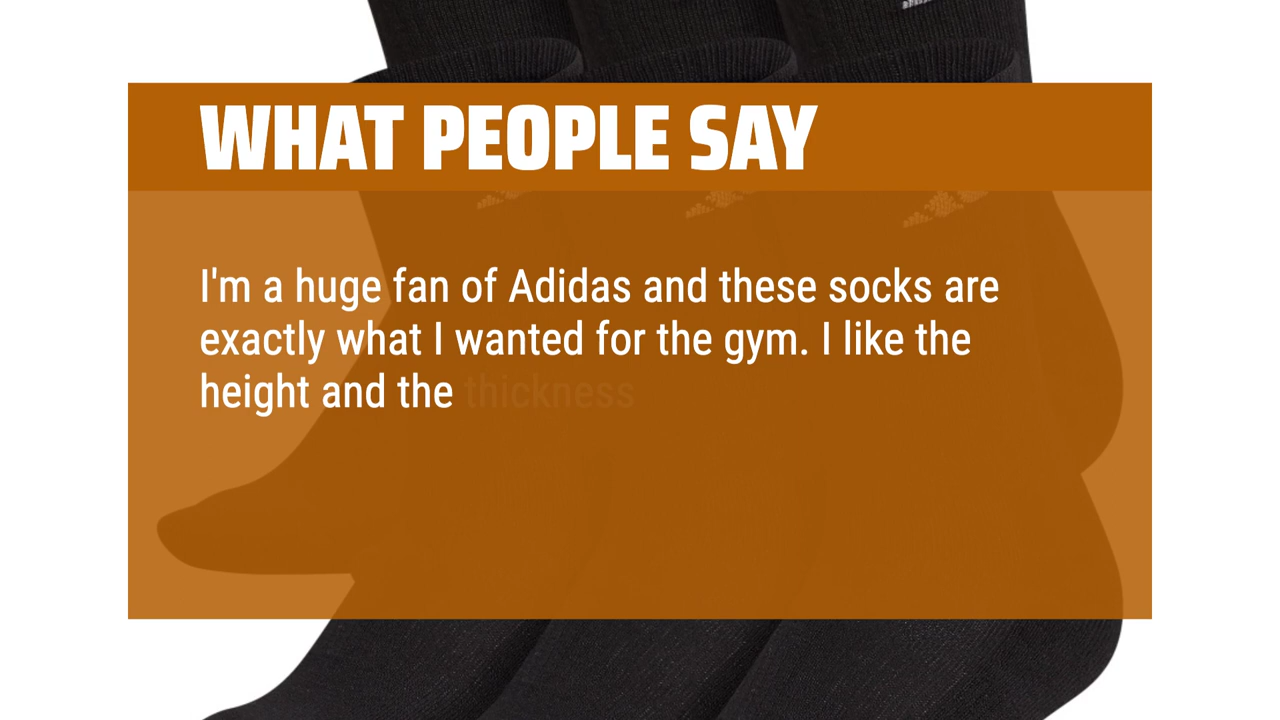 WHAT PEOPLE SAY
I'm a huge fan of Adidas and these socks are
exactly what I wanted for the gym. I like the
height and the thickness